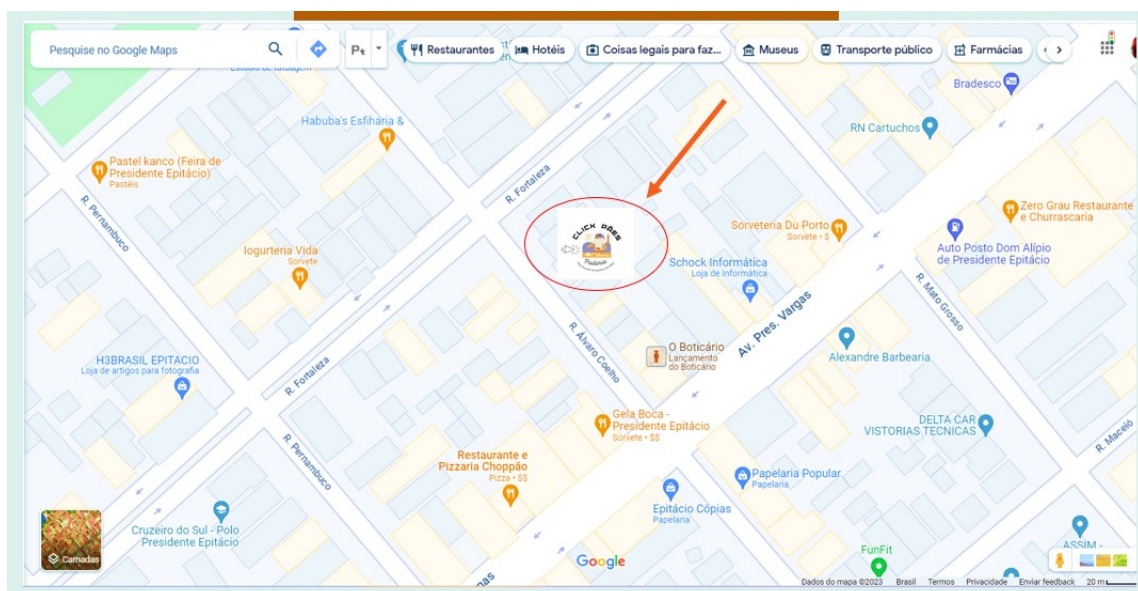 Pesquise no Google Maps
Restaurantes
Hotéis
Coisas legais para faz...
Museus
Transporte público
Farmácias
Bradesco
Habuba's Esfiharia &
RN Cartuchos
Pastel kanco (Feira de
Presidente Epitácio)
Pastéis
R. Fortaleza
R. Pernambuco
Zero Grau Restaurante
e Churrascaria
CLICK PÃES
Padaria
Sorveteria Du Porto
Sorvete • $
Iogurteria Vida
Sorvete
Auto Posto Dom Alípio
de Presidente Epitácio
Schock Informática
Loja de Informática
R. Mato Grosso
Av. Pres. Vargas
R. Álvaro Coelho
O Boticário
Lançamento
do Boticário
Alexandre Barbearia
H3BRASIL EPITACIO
Loja de artigos para fotografia
R. Fortaleza
Gela Boca -
Presidente Epitácio
Sorvete • $$
DELTA CAR
VISTORIAS TECNICAS
R. Maceió
R. Pernambuco
Restaurante e
Pizzaria Choppão
Pizza • $$
Papelaria Popular
Papelaria
Epitácio Cópias
Papelaria
Cruzeiro do Sul - Polo
Presidente Epitácio
Camadas
FunFit
ASSIM -
Google
Dados do mapa ©2023 Brasil Termos Privacidade Enviar feedback 20 m